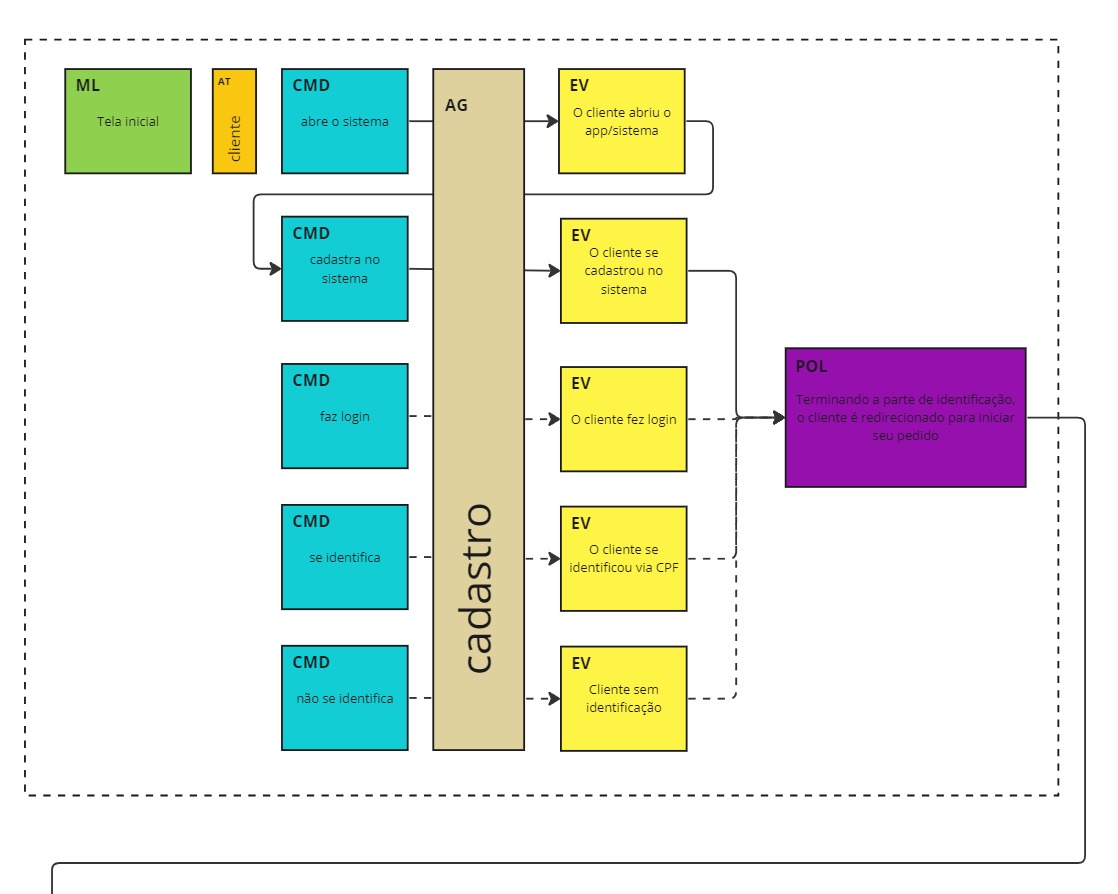 ML
Tela inicial
AT
cliente
CMD
abre o sistema
AG
cadastro
EV
O cliente abriu o
app/sistema
CMD
cadastra no
sistema
EV
O cliente se
cadastrou no
sistema
CMD
faz login
EV
O cliente fez login
POL
Terminando a parte de identificação,
o cliente é redirecionado para iniciar
seu pedido
CMD
se identifica
EV
O cliente se
identificou via CPF
CMD
não se identifica
EV
Cliente sem
identificação